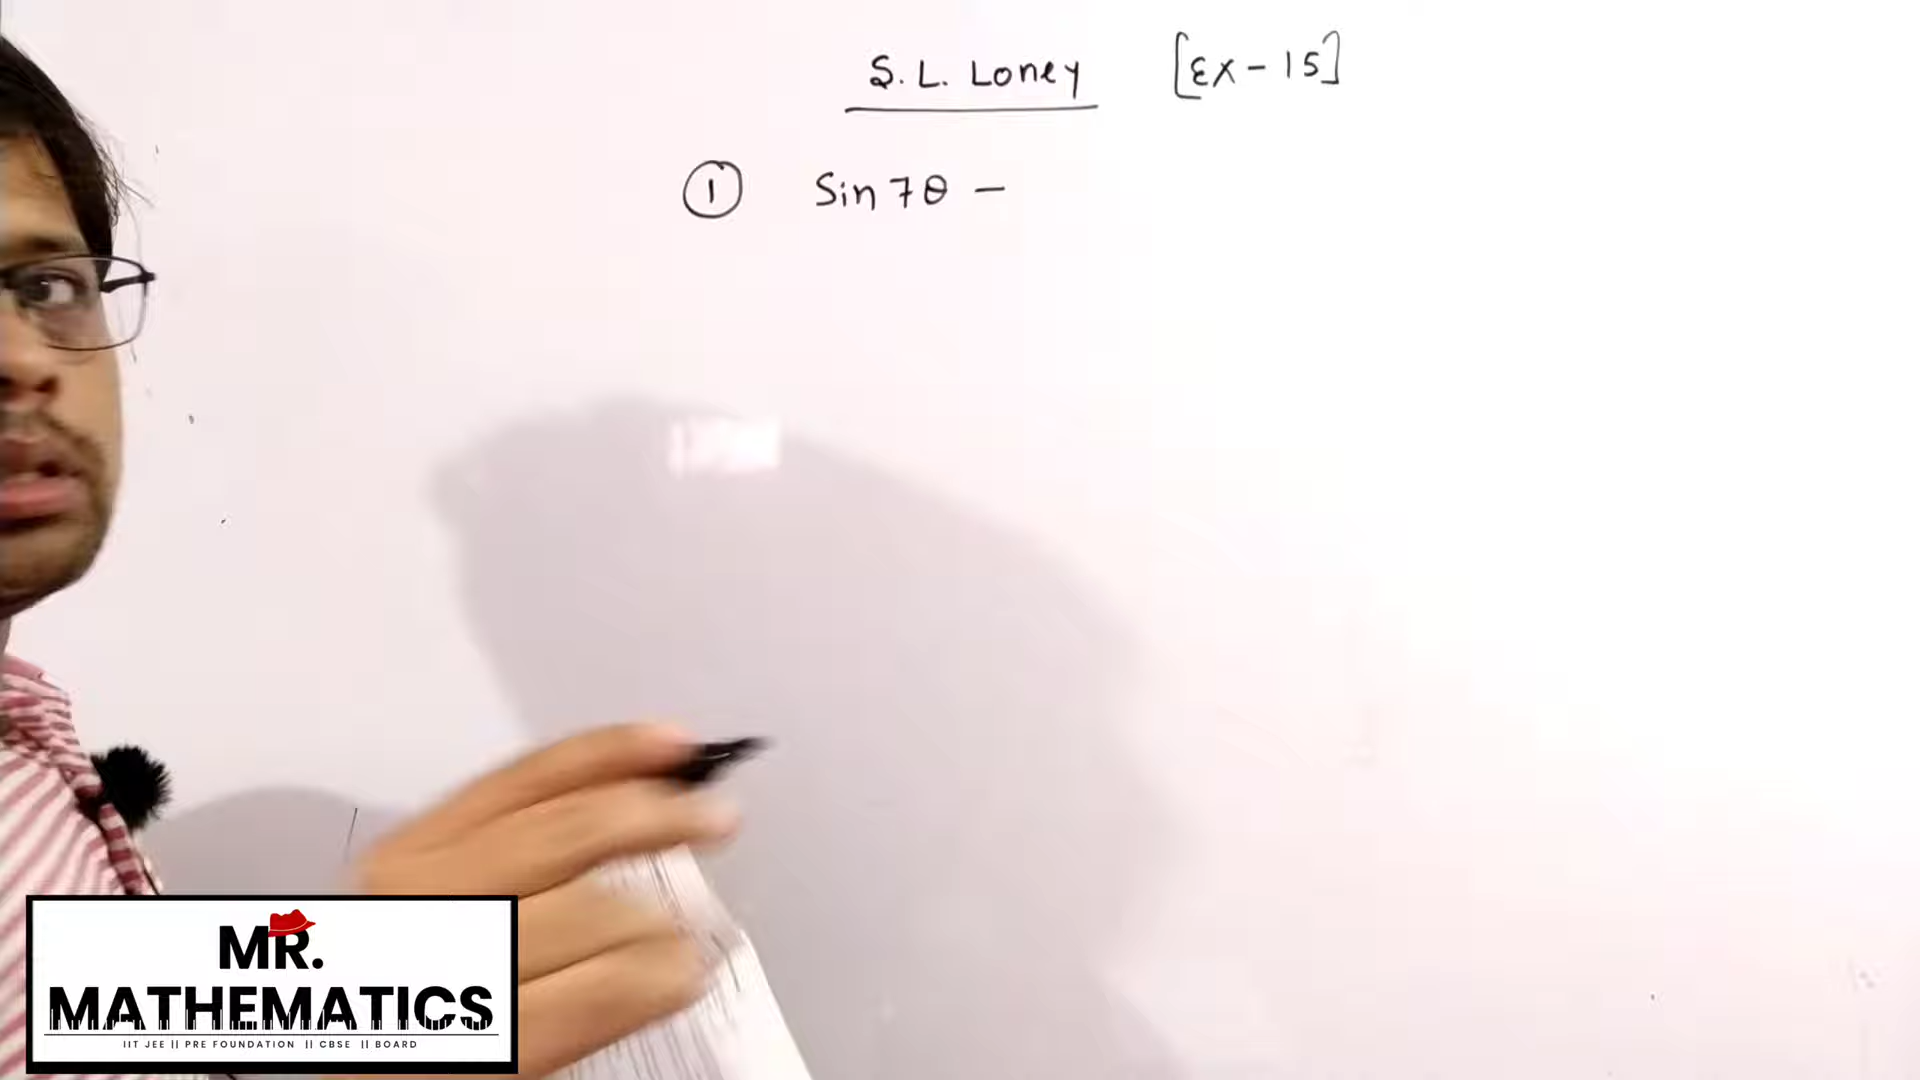 S. L. Loney [Ex-15]
① Sin 7θ -
MR.
MATHEMATICS
IIT JEE || PRE FOUNDATION || CBSE || BOARD